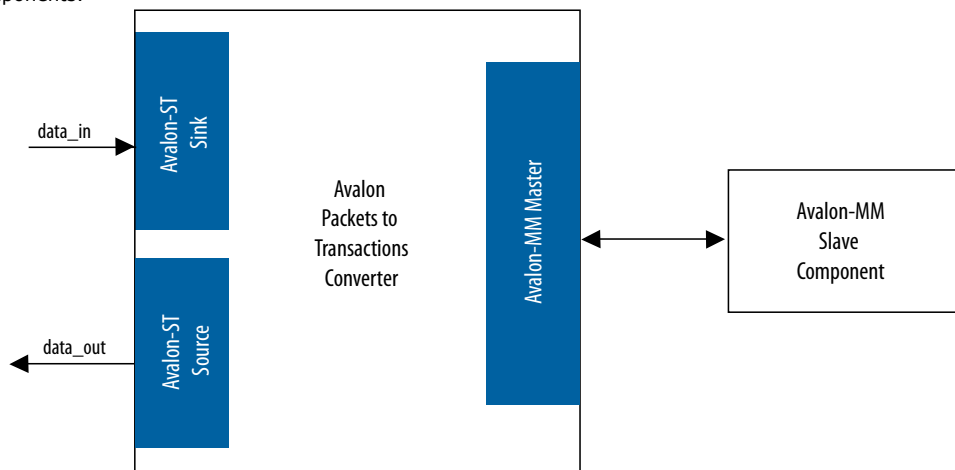 data_in
Avalon-ST
Sink
Avalon
Packets to
Transactions
Converter
Avalon-MM Master
Avalon-MM
Slave
Component
data_out
Avalon-ST
Source